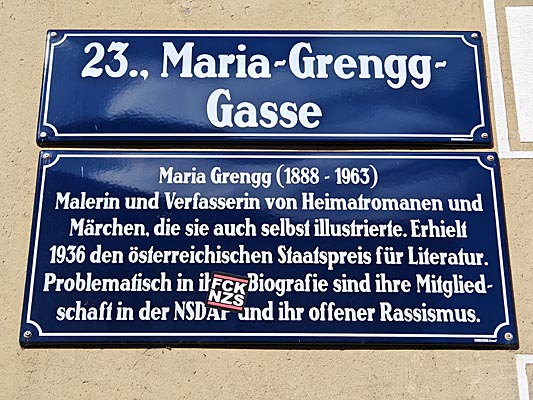 23., Maria-Grengg-
Gasse
Maria Grengg (1888 - 1963)
Malerin und Verfasserin von Heimatromanen und
Märchen, die sie auch selbst illustrierte. Erhielt
1936 den österreichischen Staatspreis für Literatur.
Problematisch in Biografie sind ihre Mitglied-
schaft in der NSDAP und ihr offener Rassismus.
FCK
NZS